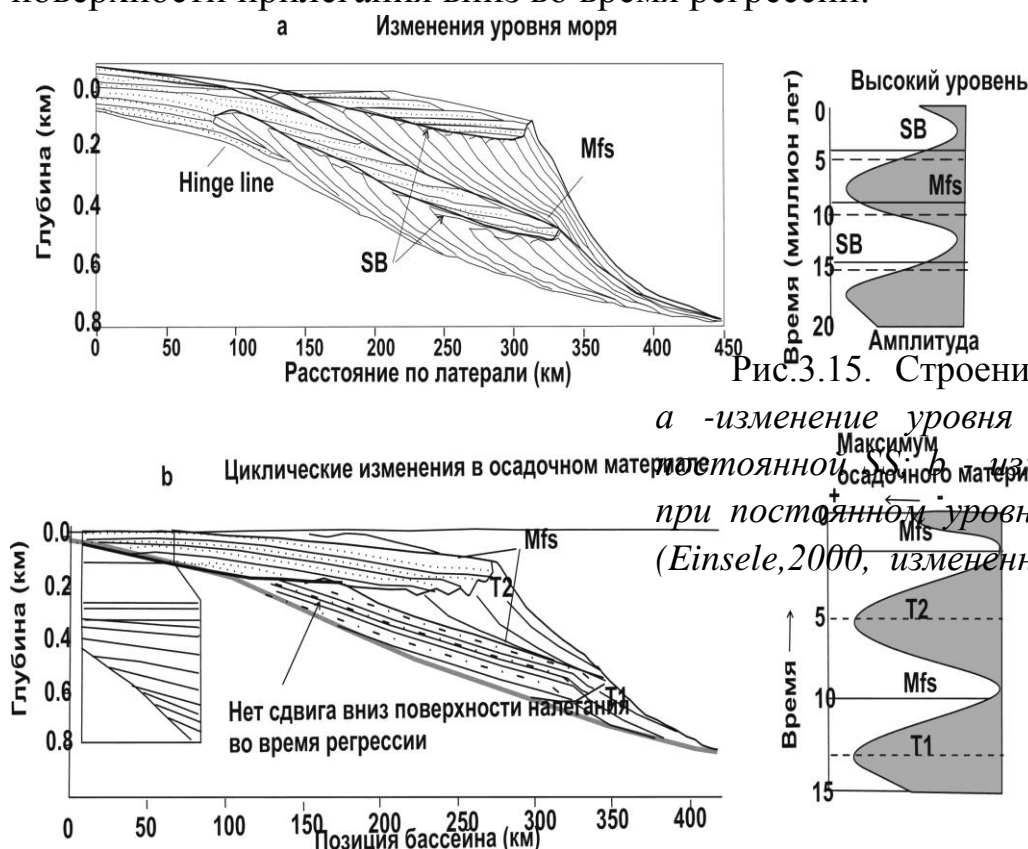 поверхности прилегания вниз во время регрессии.
а Изменения уровня моря
Глубина (км)
0.0
0.2
0.4
0.6
0.8
Hinge line
SB
Mfs
0 50 100 150 200 250 300 350 400 450
Расстояние по латерали (км)
Высокий уровень
Время (миллион лет)
0
5
10
15
20
SB
Mfs
SB
Амплитуда
Рис.3.15. Строени
а -изменение уровня
постоянной SS; b - из
при постоянном уровн
(Einsele,2000, измененн
b Циклические изменения в осадочном материале
Глубина (км)
0.0
0.2
0.4
0.6
0.8
Mfs
T2
T1
Нет сдвига вниз поверхности налегания
во время регрессии
0 50 100 150 200 250 300 350 400
Позиция бассейна (км)
Максимум
осадочного матери
+ ← -
Время →
0
5
10
15
Mfs
T2
Mfs
T1